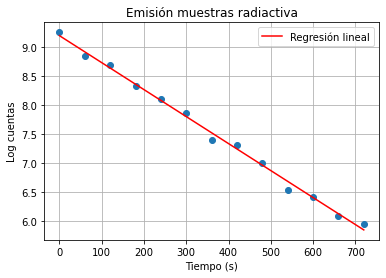 Emisión muestras radiactiva
Regresión lineal
Log cuentas
9.0
8.5
8.0
7.5
7.0
6.5
6.0
0 100 200 300 400 500 600 700
Tiempo (s)